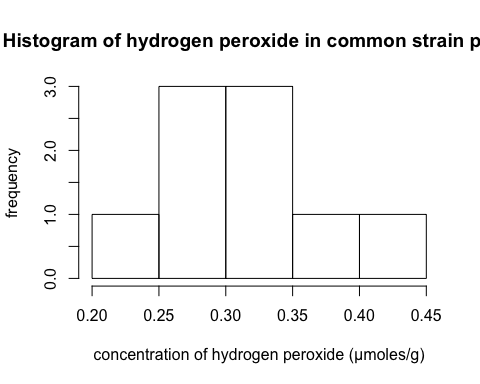 Histogram of hydrogen peroxide in common strain p
3.0
2.0
1.0
0.0
frequency
0.20 0.25 0.30 0.35 0.40 0.45
concentration of hydrogen peroxide (µmoles/g)